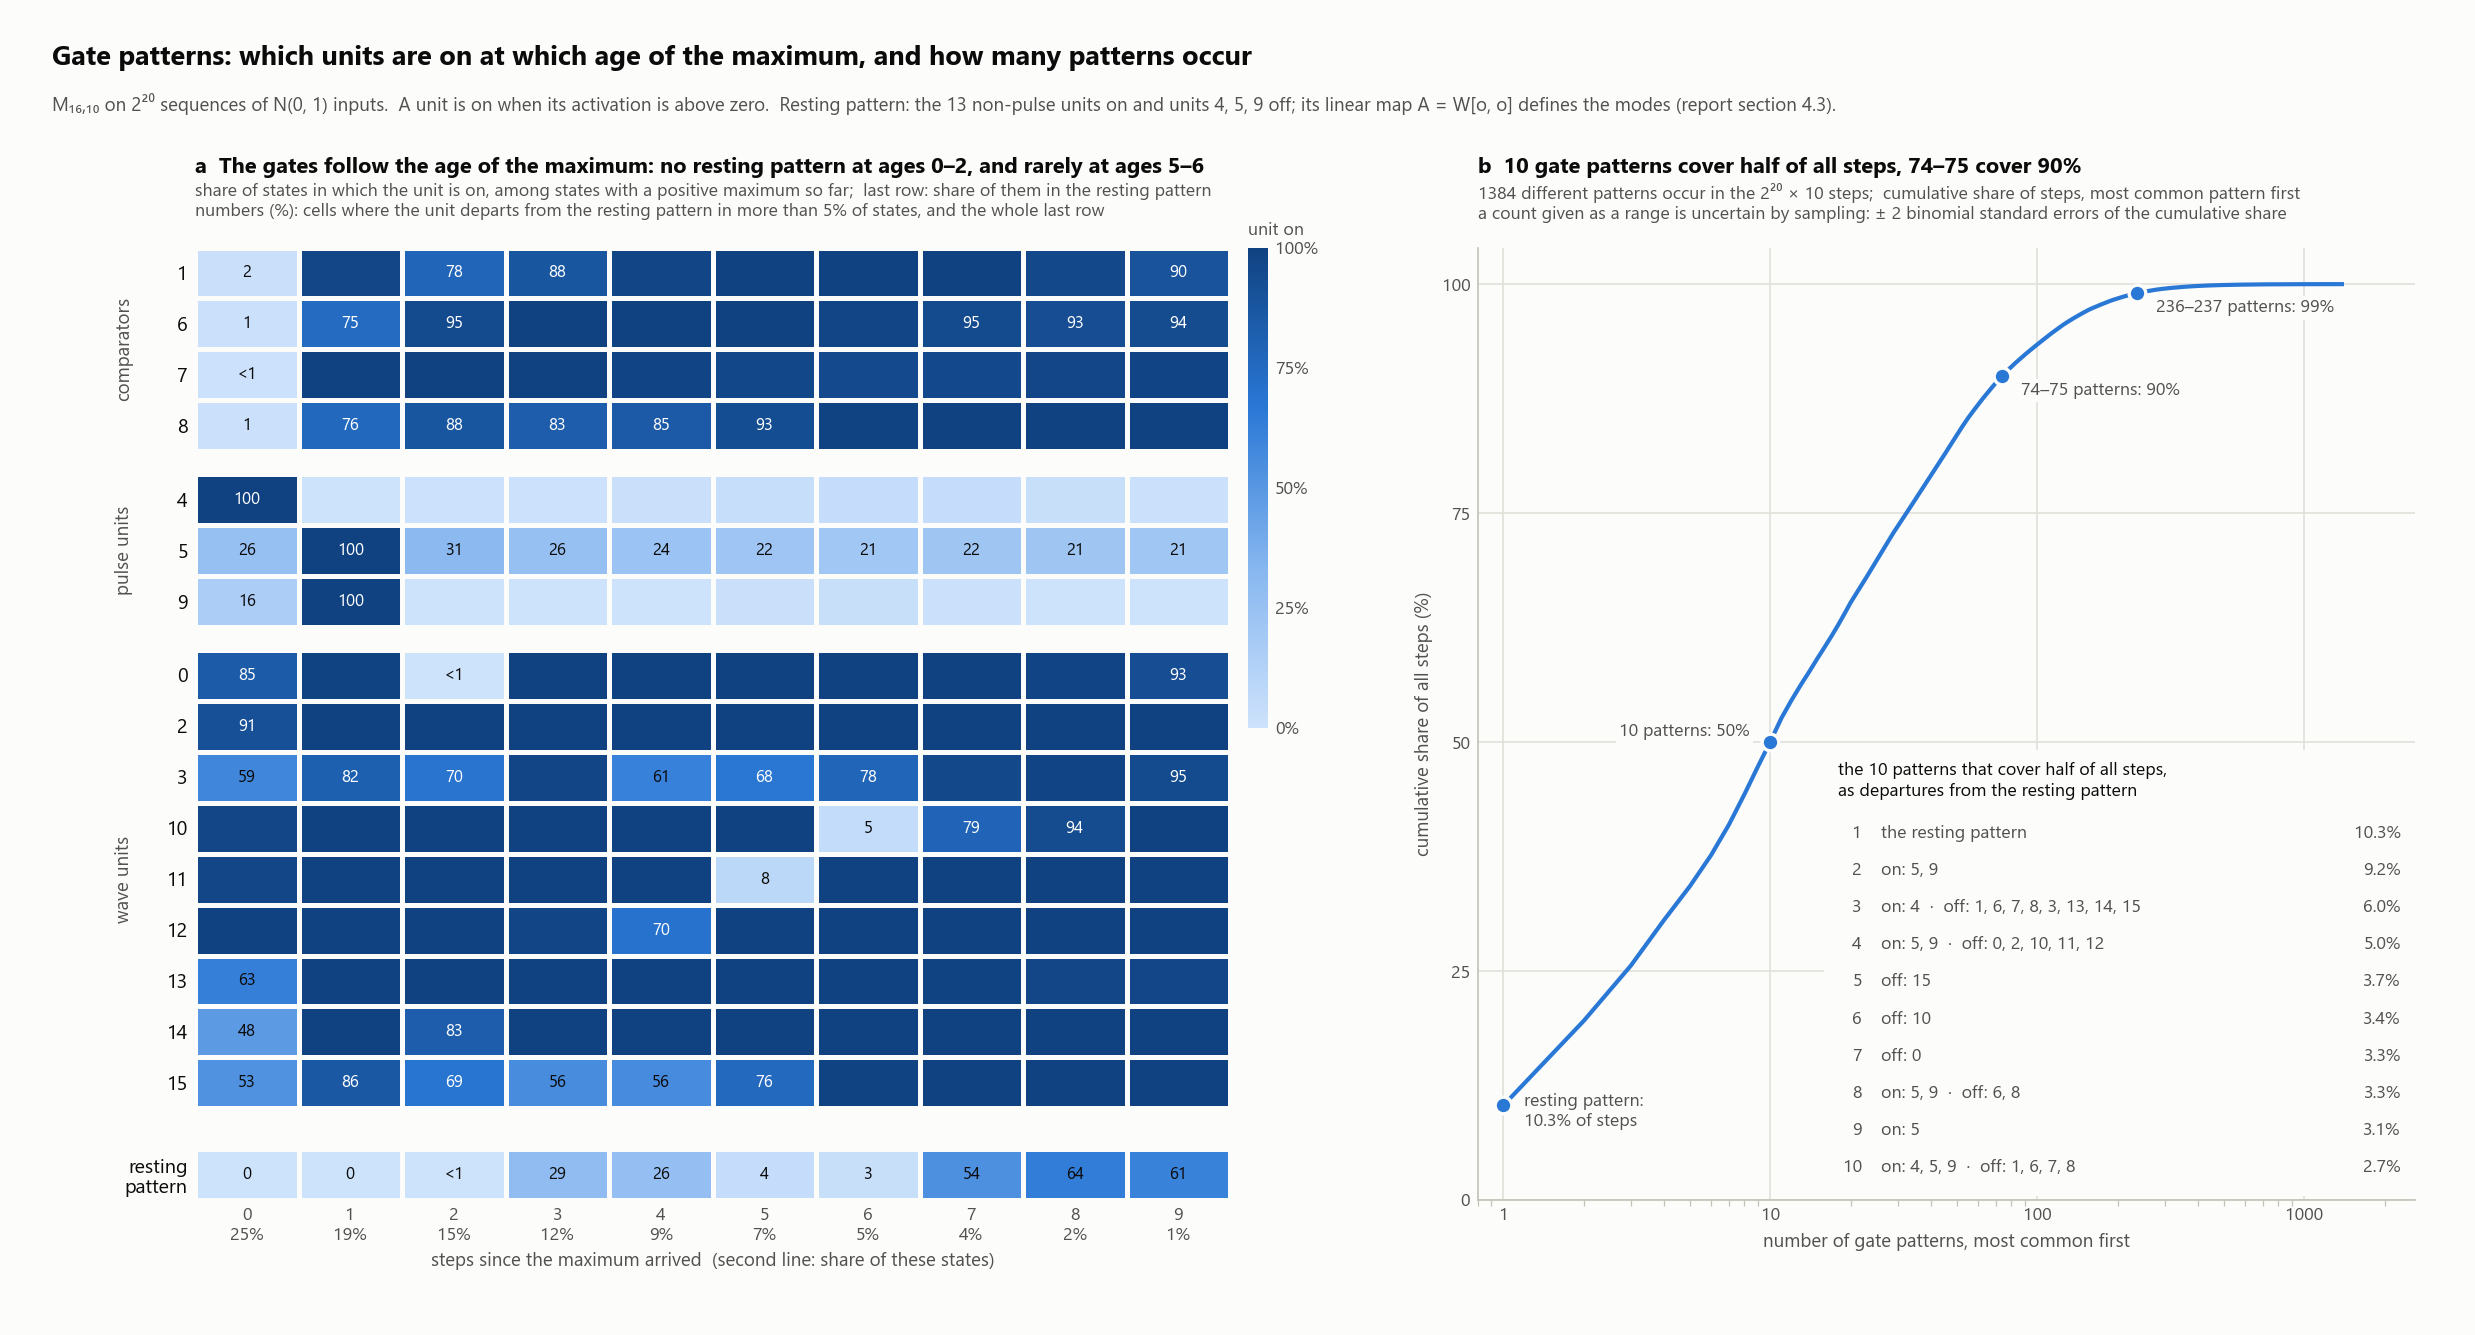 Gate patterns: which units are on at which age of the maximum, and how many patterns occur
M₁₆,₁₀ on 2²⁰ sequences of N(0, 1) inputs. A unit is on when its activation is above zero. Resting pattern: the 13 non-pulse units on and units 4, 5, 9 off; its linear map A = W[o, o] defines the modes (report section 4.3).
a The gates follow the age of the maximum: no resting pattern at ages 0–2, and rarely at ages 5–6
share of states in which the unit is on, among states with a positive maximum so far; last row: share of them in the resting pattern
numbers (%): cells where the unit departs from the resting pattern in more than 5% of states, and the whole last row
unit on
100%
75%
50%
25%
0%
comparators
1 2 78 88 90
6 1 75 95 95 93 94
7 <1
8 1 76 88 83 85 93
pulse units
4 100
5 26 100 31 26 24 22 21 22 21 21
9 16 100
wave units
0 85 <1 93
2 91
3 59 82 70 61 68 78 95
10 5 79 94
11 8
12 70
13 63
14 48 83
15 53 86 69 56 56 76
resting
pattern
0 0 <1 29 26 4 3 54 64 61
0 1 2 3 4 5 6 7 8 9
25% 19% 15% 12% 9% 7% 5% 4% 2% 1%
steps since the maximum arrived (second line: share of these states)
b 10 gate patterns cover half of all steps, 74–75 cover 90%
1384 different patterns occur in the 2²⁰ × 10 steps; cumulative share of steps, most common pattern first
a count given as a range is uncertain by sampling: ± 2 binomial standard errors of the cumulative share
cumulative share of all steps (%)
100
75
50
25
0
236–237 patterns: 99%
74–75 patterns: 90%
10 patterns: 50%
resting pattern:
10.3% of steps
the 10 patterns that cover half of all steps,
as departures from the resting pattern
1 the resting pattern 10.3%
2 on: 5, 9 9.2%
3 on: 4 · off: 1, 6, 7, 8, 3, 13, 14, 15 6.0%
4 on: 5, 9 · off: 0, 2, 10, 11, 12 5.0%
5 off: 15 3.7%
6 off: 10 3.4%
7 off: 0 3.3%
8 on: 5, 9 · off: 6, 8 3.3%
9 on: 5 3.1%
10 on: 4, 5, 9 · off: 1, 6, 7, 8 2.7%
1 10 100 1000
number of gate patterns, most common first